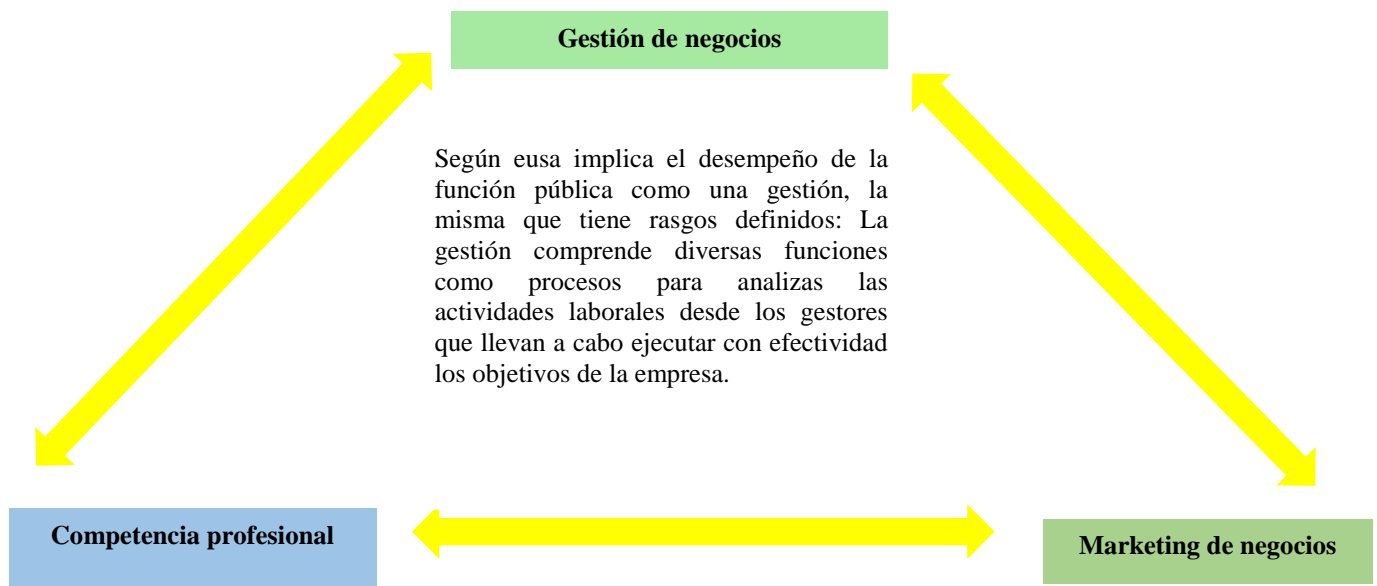 Gestión de negocios
Según eusa implica el desempeño de la
función pública como una gestión, la
misma que tiene rasgos definidos: La
gestión comprende diversas funciones
como procesos para analizas las
actividades laborales desde los gestores
que llevan a cabo ejecutar con efectividad
los objetivos de la empresa.
Competencia profesional
Marketing de negocios